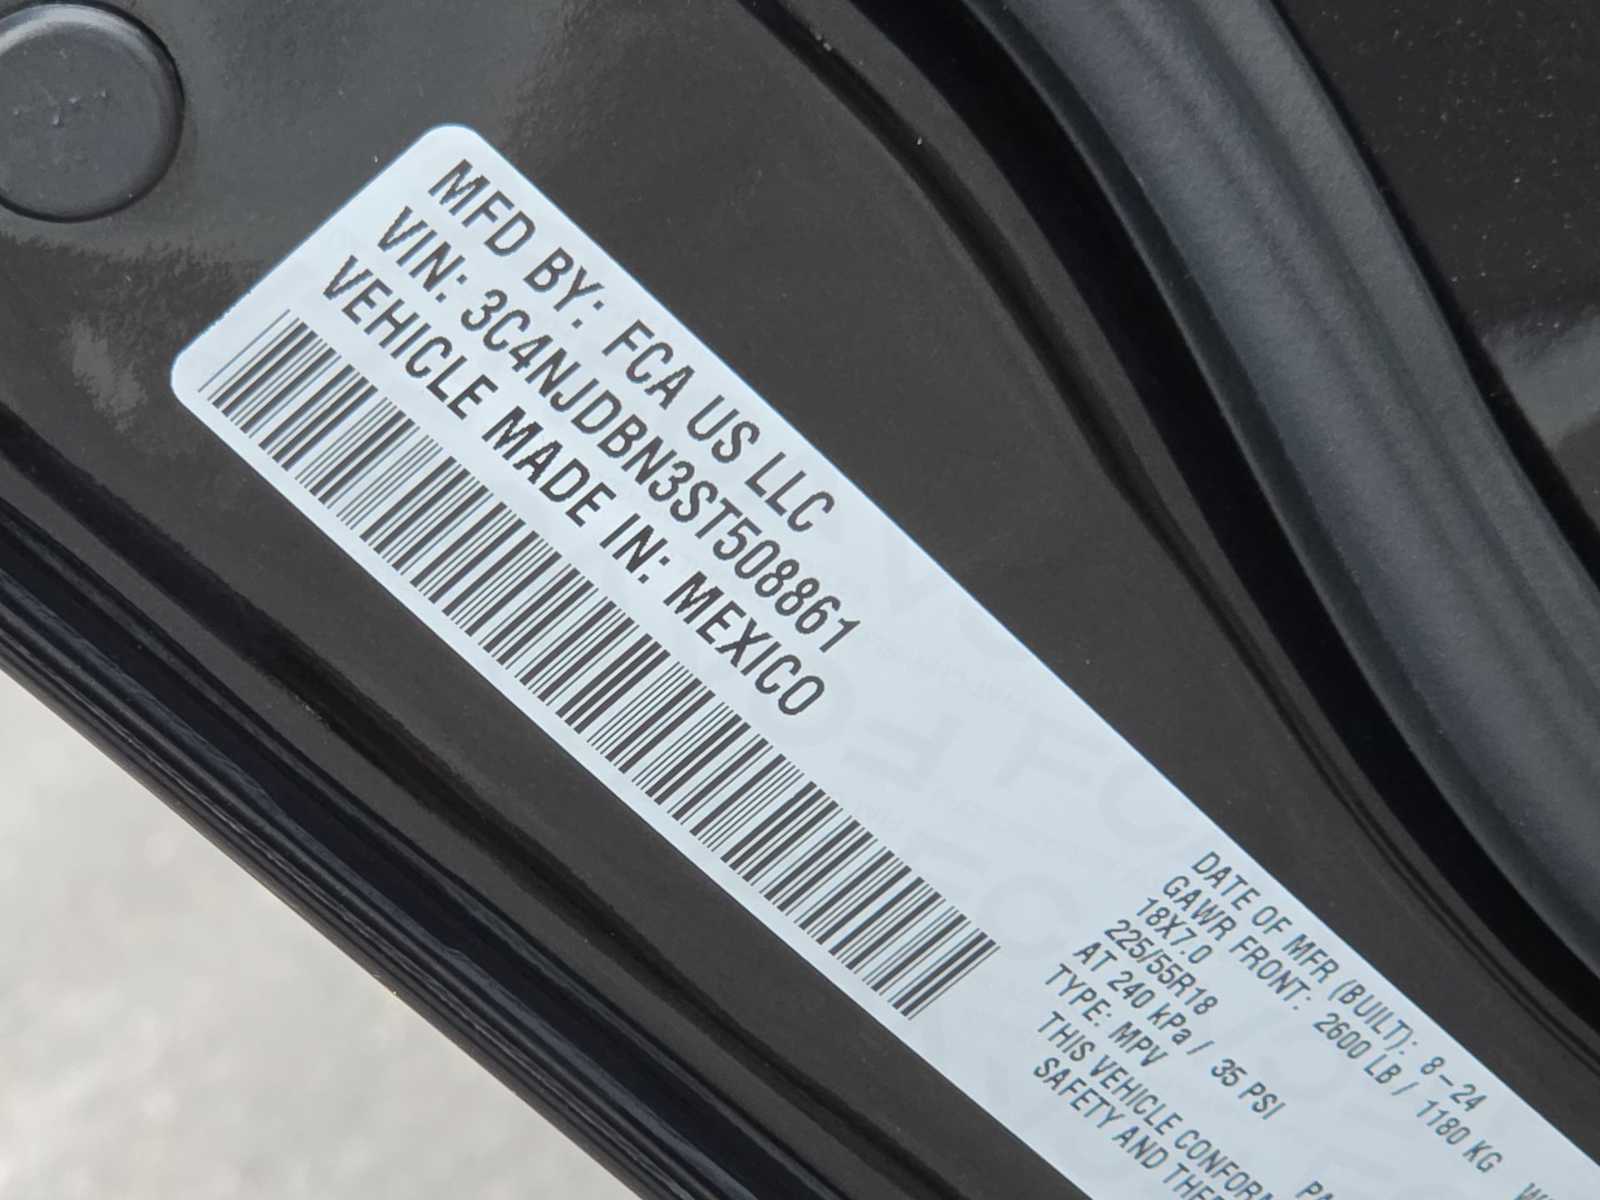 MFD BY: FCA US LLC
VIN: 3C4NJDBN3ST508861
VEHICLE MADE IN: MEXICO
DATE OF MFR (BUILT): 8-24
GAWR FRONT: 2600 LB / 1180 KG
18X7.0
225/55R18
AT 240 kPa / 35 PSI
TYPE: MPV
THIS VEHICLE
SAFETY AND